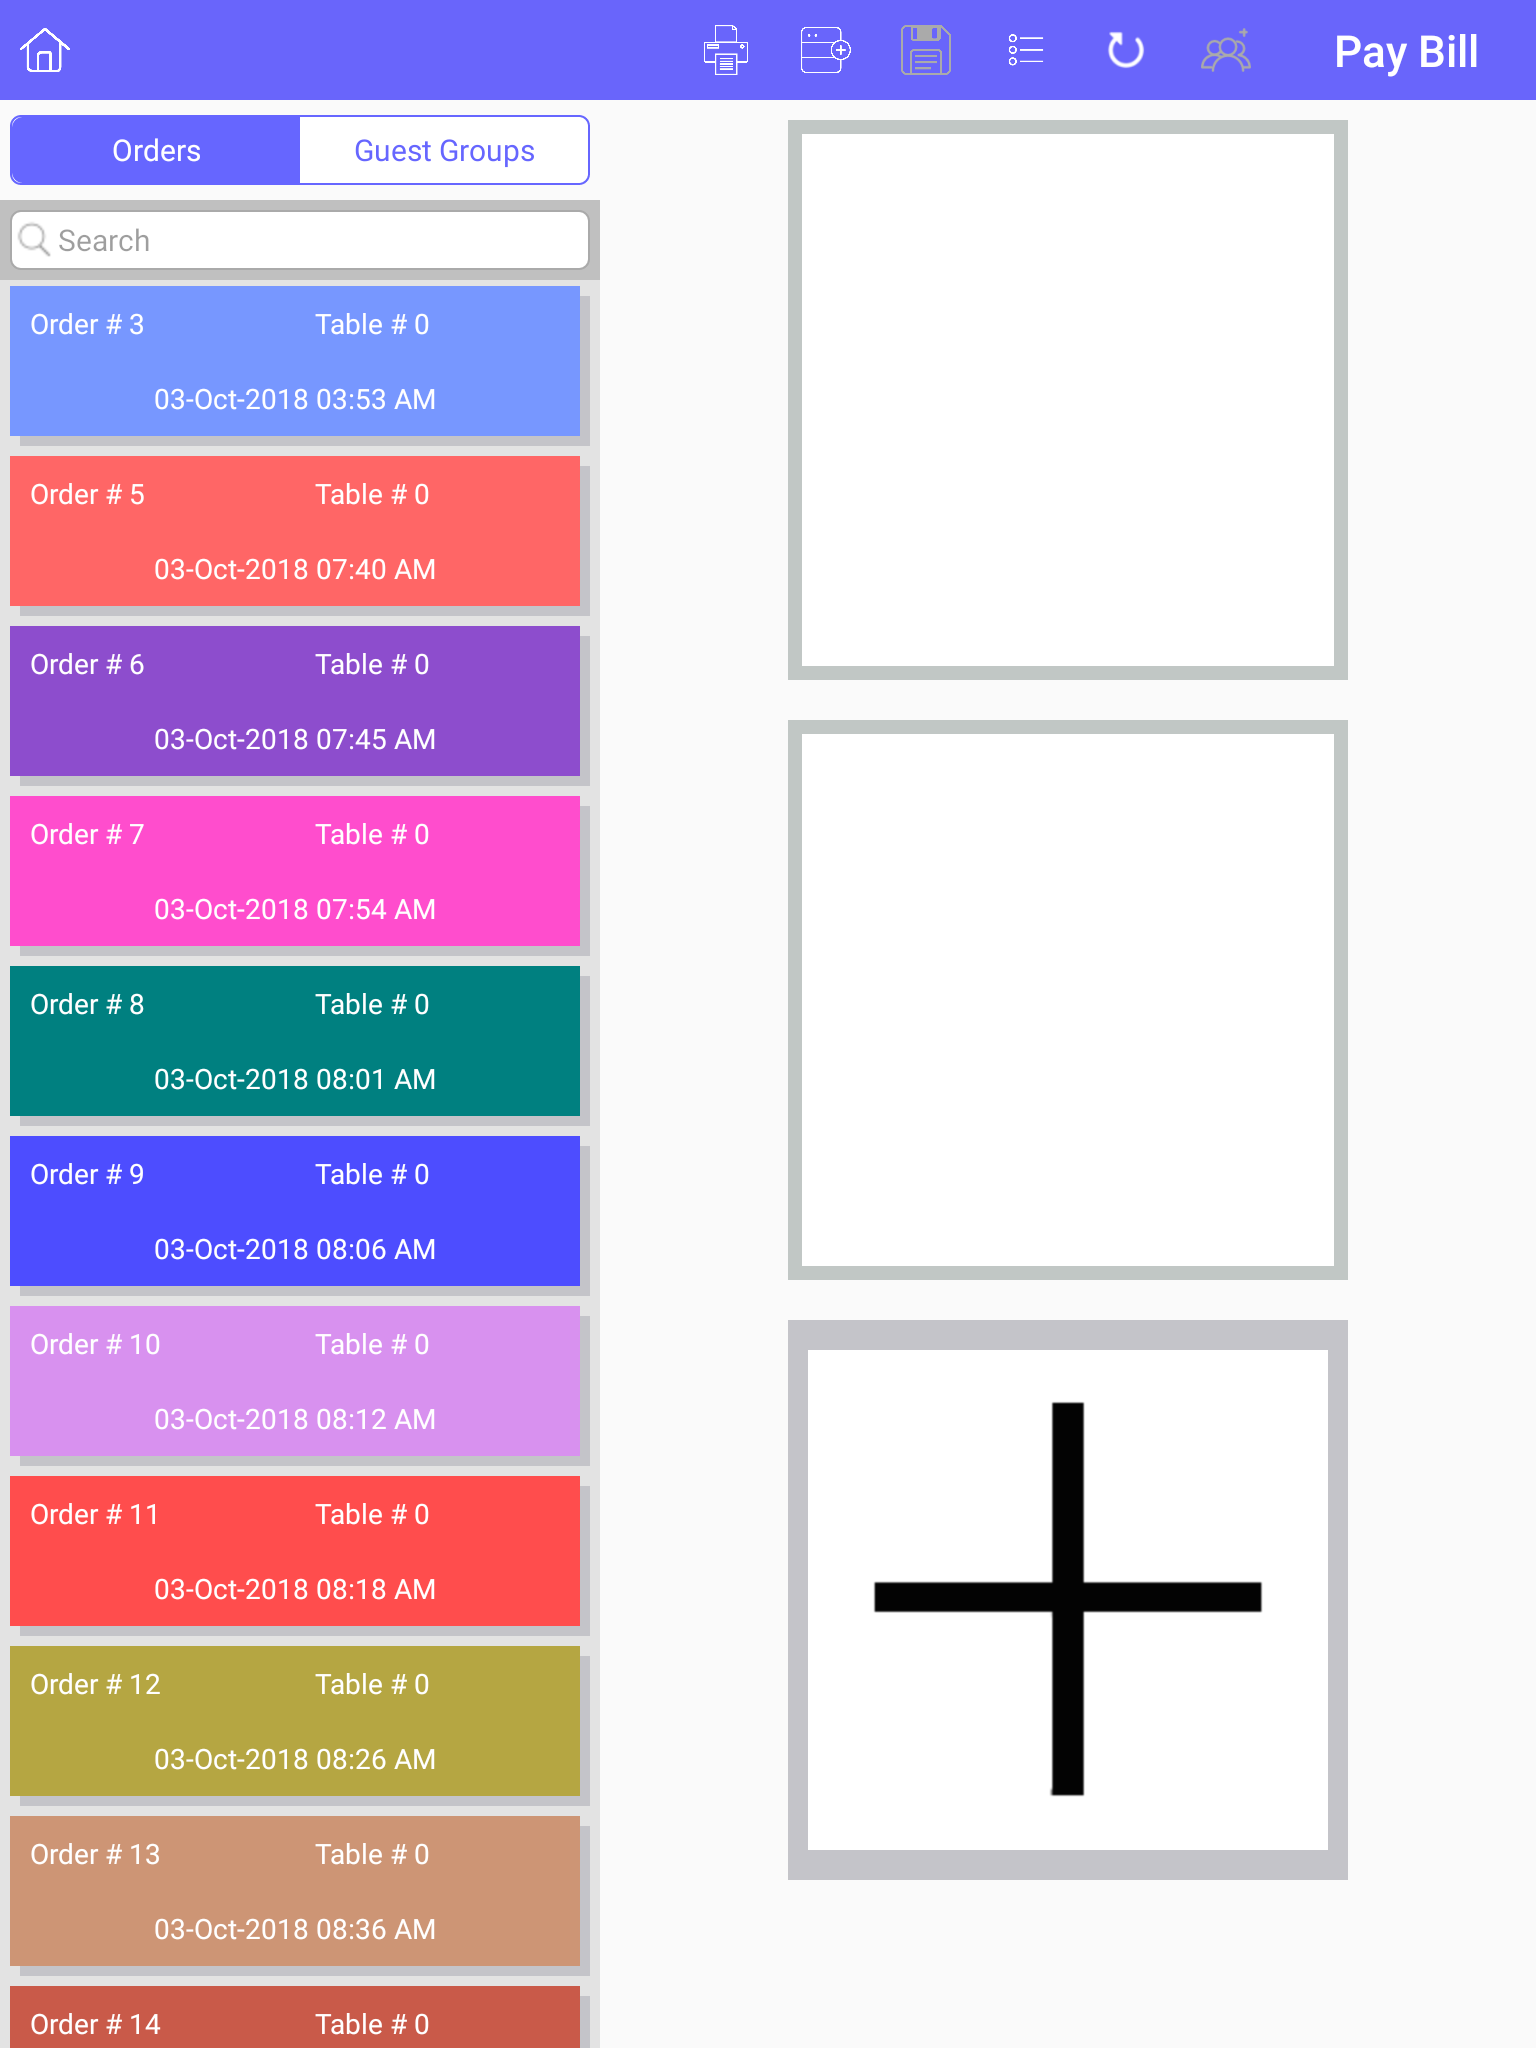 Pay Bill
Orders
Guest Groups
Search
Order # 3 Table # 0
03-Oct-2018 03:53 AM
Order # 5 Table # 0
03-Oct-2018 07:40 AM
Order # 6 Table # 0
03-Oct-2018 07:45 AM
Order # 7 Table # 0
03-Oct-2018 07:54 AM
Order # 8 Table # 0
03-Oct-2018 08:01 AM
Order # 9 Table # 0
03-Oct-2018 08:06 AM
Order # 10 Table # 0
03-Oct-2018 08:12 AM
Order # 11 Table # 0
03-Oct-2018 08:18 AM
Order # 12 Table # 0
03-Oct-2018 08:26 AM
Order # 13 Table # 0
03-Oct-2018 08:36 AM
Order # 14 Table # 0